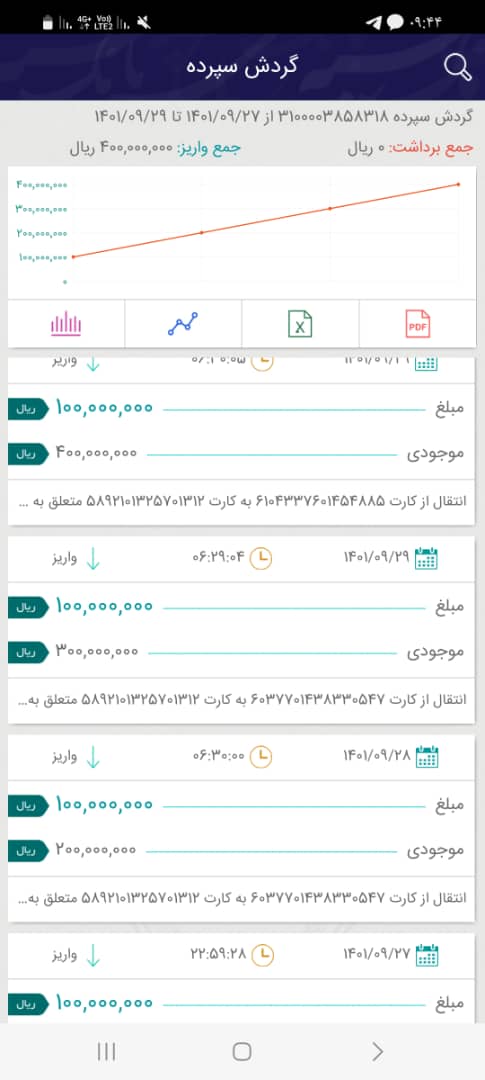 ۰۹:۴۴
4G+ Vo)) LTE2
گردش سپرده
گردش سپرده ۳۱۰۰۰۰۳۸۵۸۳۱۸ از ۱۴۰۱/۰۹/۲۷ تا ۱۴۰۱/۰۹/۲۹
جمع برداشت: ۰ ریال جمع واریز: ۴۰۰,۰۰۰,۰۰۰ ریال
۴۰۰,۰۰۰,۰۰۰
۳۰۰,۰۰۰,۰۰۰
۲۰۰,۰۰۰,۰۰۰
۱۰۰,۰۰۰,۰۰۰
۰
PDF X
واریز
مبلغ ۱۰۰,۰۰۰,۰۰۰ ریال
موجودی ۴۰۰,۰۰۰,۰۰۰ ریال
انتقال از کارت ۶۱۰۴۳۳۷۶۰۱۴۵۴۸۸۵ به کارت ۵۸۹۲۱۰۱۳۲۵۷۰۱۳۱۲ متعلق به ...
۱۴۰۱/۰۹/۲۹ ۰۶:۲۹:۰۴ واریز
مبلغ ۱۰۰,۰۰۰,۰۰۰ ریال
موجودی ۳۰۰,۰۰۰,۰۰۰ ریال
انتقال از کارت ۶۰۳۷۷۰۱۴۳۸۳۳۰۵۴۷ به کارت ۵۸۹۲۱۰۱۳۲۵۷۰۱۳۱۲ متعلق به...
۱۴۰۱/۰۹/۲۸ ۰۶:۳۰:۰۰ واریز
مبلغ ۱۰۰,۰۰۰,۰۰۰ ریال
موجودی ۲۰۰,۰۰۰,۰۰۰ ریال
انتقال از کارت ۶۰۳۷۷۰۱۴۳۸۳۳۰۵۴۷ به کارت ۵۸۹۲۱۰۱۳۲۵۷۰۱۳۱۲ متعلق به...
۱۴۰۱/۰۹/۲۷ ۲۲:۵۹:۲۸ واریز
مبلغ ۱۰۰,۰۰۰,۰۰۰ ریال